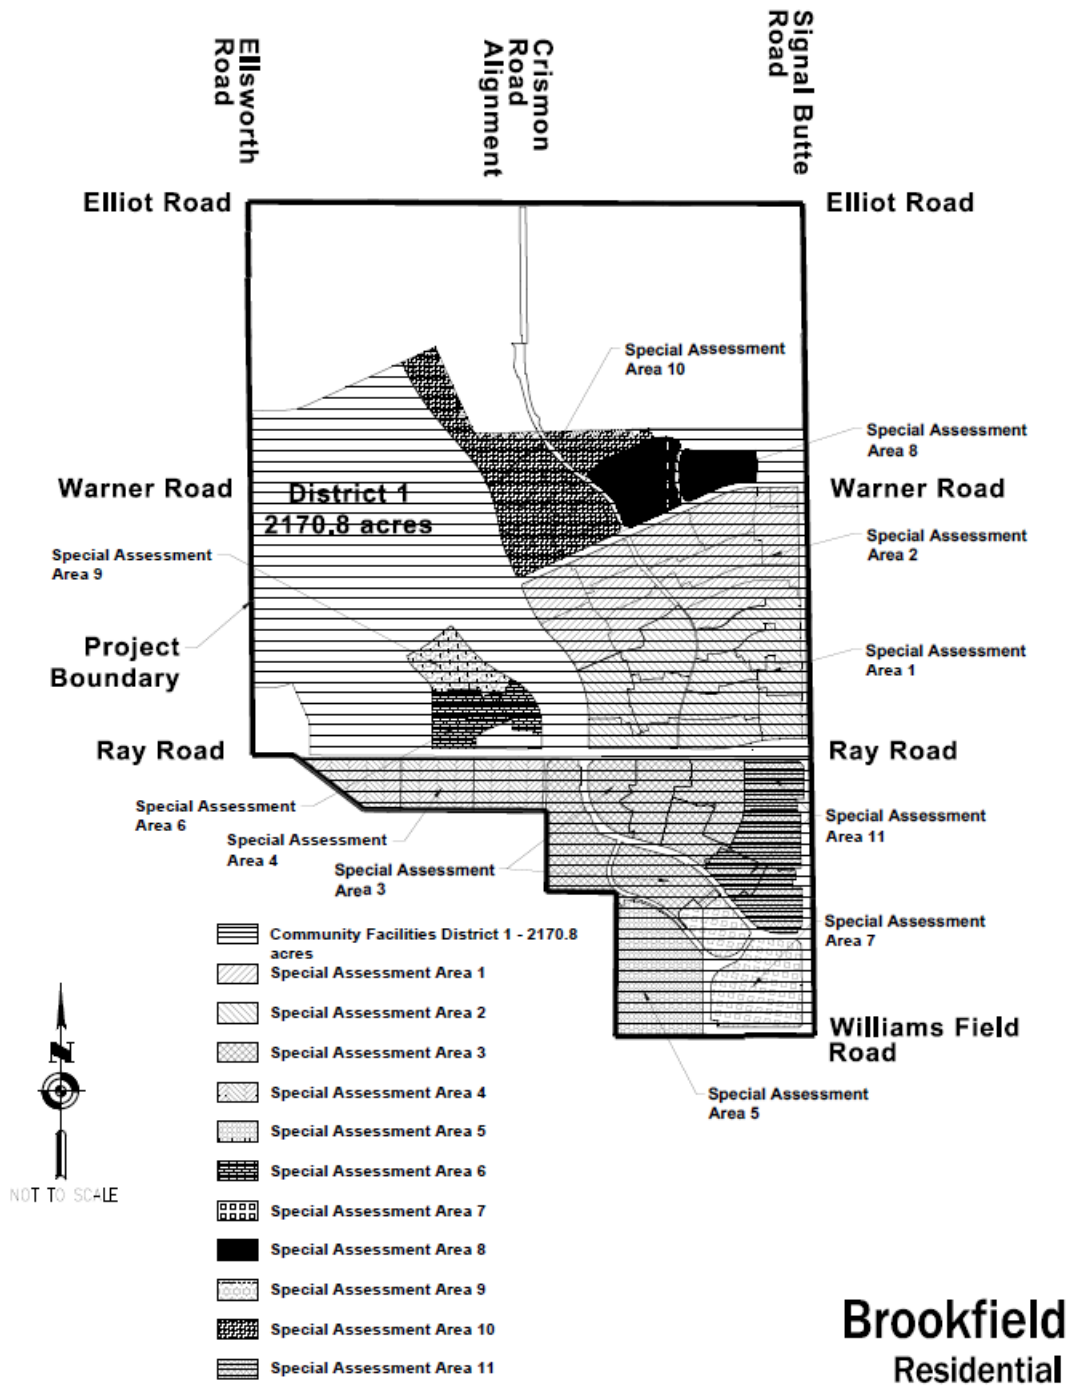 Ellsworth
Road
Crismon
Road
Alignment
Signal Butte
Road
Elliot Road
Elliot Road
Special Assessment
Area 10
Special Assessment
Area 8
Warner Road
District 1
2170.8 acres
Warner Road
Special Assessment
Area 9
Special Assessment
Area 2
Project
Boundary
Special Assessment
Area 1
Ray Road
Ray Road
Special Assessment
Area 6
Special Assessment
Area 4
Special Assessment
Area 3
Special Assessment
Area 11
Special Assessment
Area 7
Williams Field
Road
Special Assessment
Area 5
Community Facilities District 1 - 2170.8
acres
Special Assessment Area 1
Special Assessment Area 2
Special Assessment Area 3
Special Assessment Area 4
Special Assessment Area 5
Special Assessment Area 6
Special Assessment Area 7
Special Assessment Area 8
Special Assessment Area 9
Special Assessment Area 10
Special Assessment Area 11
N
NOT TO SCALE
Brookfield
Residential